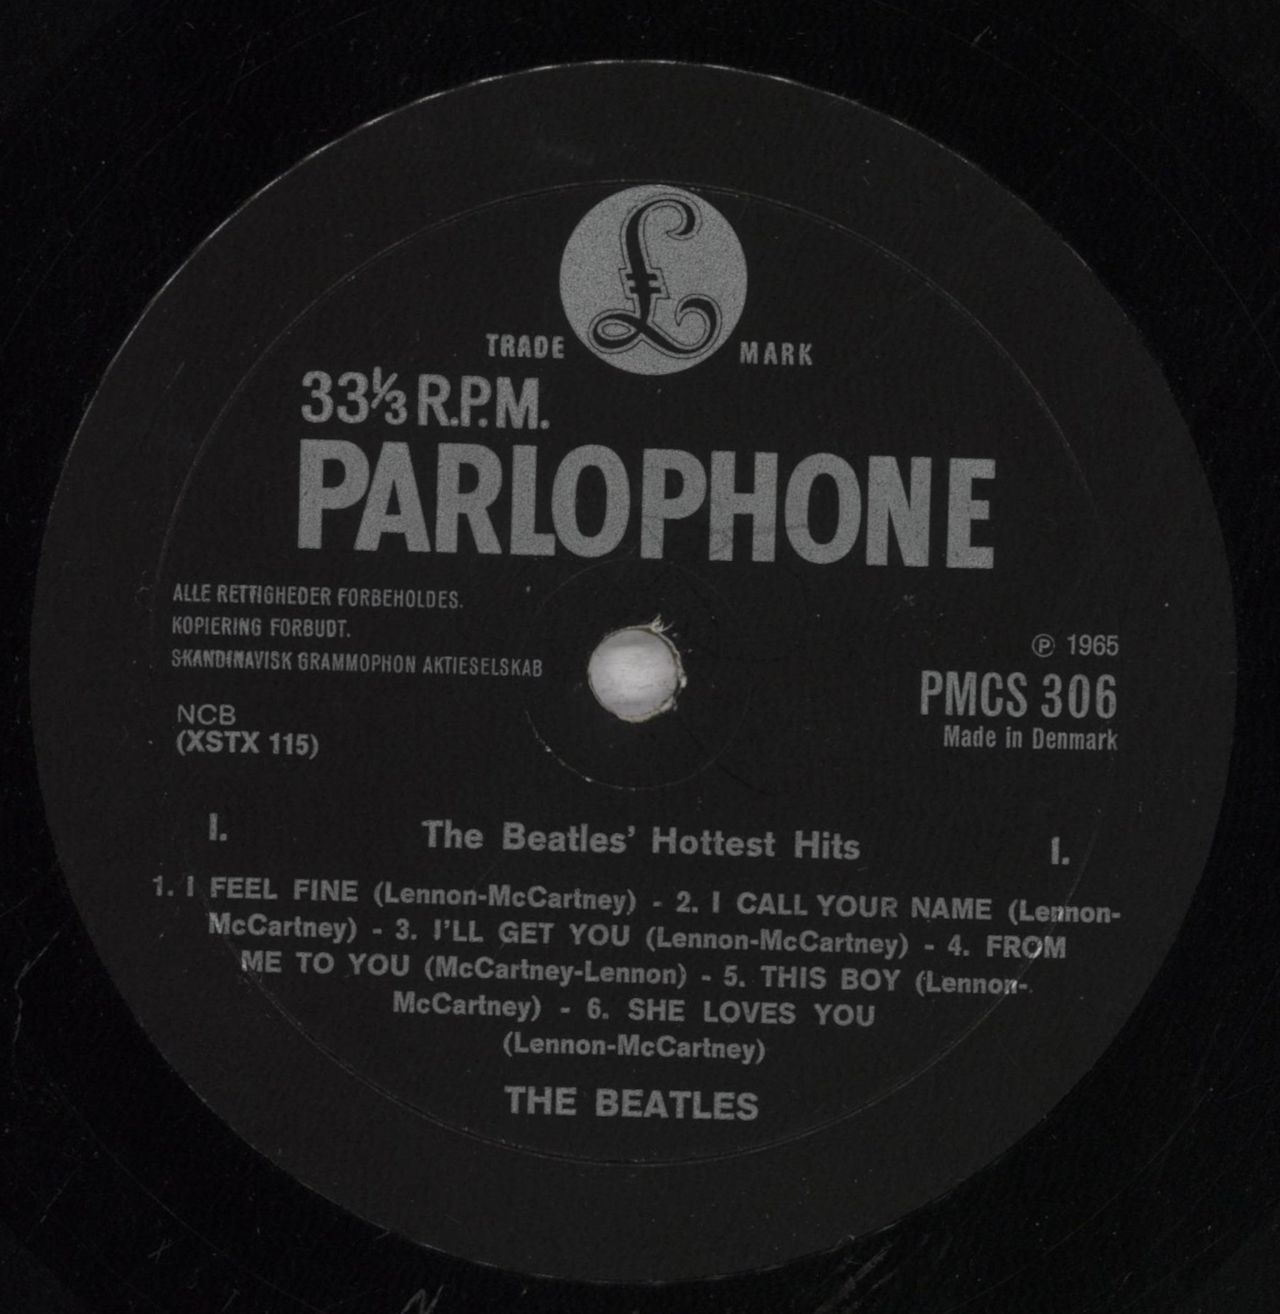 £
TRADE MARK
33⅓ R.P.M.
PARLOPHONE
ALLE RETTIGHEDER FORBEHOLDES.
KOPIERING FORBUDT.
SKANDINAVISK GRAMMOPHON AKTIESELSKAB
℗ 1965
PMCS 306
Made in Denmark
NCB
(XSTX 115)
I. The Beatles' Hottest Hits I.
1. I FEEL FINE (Lennon-McCartney) - 2. I CALL YOUR NAME (Lennon-
McCartney) - 3. I'LL GET YOU (Lennon-McCartney) - 4. FROM
ME TO YOU (McCartney-Lennon) - 5. THIS BOY (Lennon-
McCartney) - 6. SHE LOVES YOU
(Lennon-McCartney)
THE BEATLES